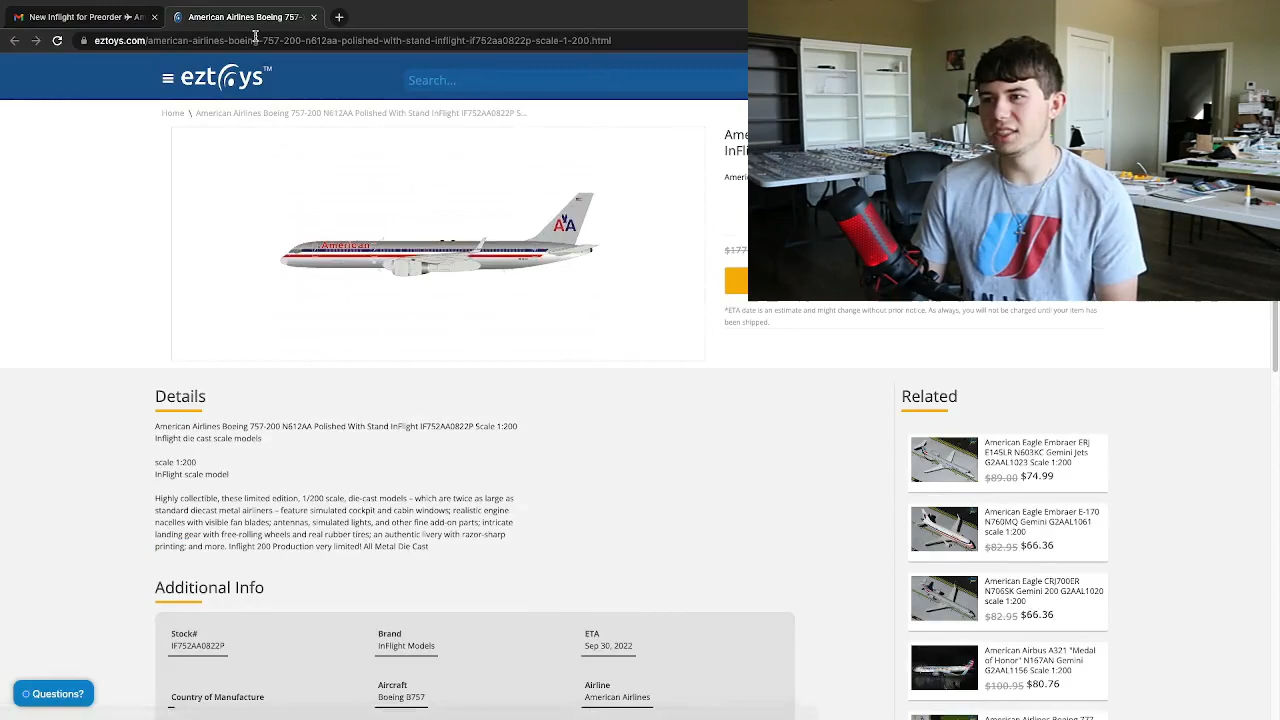 New Inflight for Preorder ✈ Am
American Airlines Boeing 757-2
eztoys.com/american-airlines-boeing-757-200-n612aa-polished-with-stand-inflight-if752aa0822p-scale-1-200.html
eztoys™
Search...
Home \ American Airlines Boeing 757-200 N612AA Polished With Stand InFlight IF752AA0822P S...
American
AA
Ame
InFl
Ameri
$177
*ETA date is an estimate and might change without prior notice. As always, you will not be charged until your item has
been shipped.
Details
American Airlines Boeing 757-200 N612AA Polished With Stand InFlight IF752AA0822P Scale 1:200
Inflight die cast scale models
scale 1:200
InFlight scale model
Highly collectible, these limited edition, 1/200 scale, die-cast models – which are twice as large as
standard diecast metal airliners – feature simulated cockpit and cabin windows; realistic engine
nacelles with visible fan blades; antennas, simulated lights, and other fine add-on parts; intricate
landing gear with free-rolling wheels and real rubber tires; an authentic livery with razor-sharp
printing; and more. Inflight 200 Production very limited! All Metal Die Cast
Additional Info
Stock#
IF752AA0822P
Brand
InFlight Models
ETA
Sep 30, 2022
Country of Manufacture
Aircraft
Boeing B757
Airline
American Airlines
Related
American Eagle Embraer ERJ
E145LR N603KC Gemini Jets
G2AAL1023 Scale 1:200
$89.00 $74.99
American Eagle Embraer E-170
N760MQ Gemini G2AAL1061
scale 1:200
$82.95 $66.36
American Eagle CRJ700ER
N706SK Gemini 200 G2AAL1020
scale 1:200
$82.95 $66.36
American Airbus A321 "Medal
of Honor" N167AN Gemini
G2AAL1156 Scale 1:200
$100.95 $80.76
American Airlines Boeing 777
Questions?